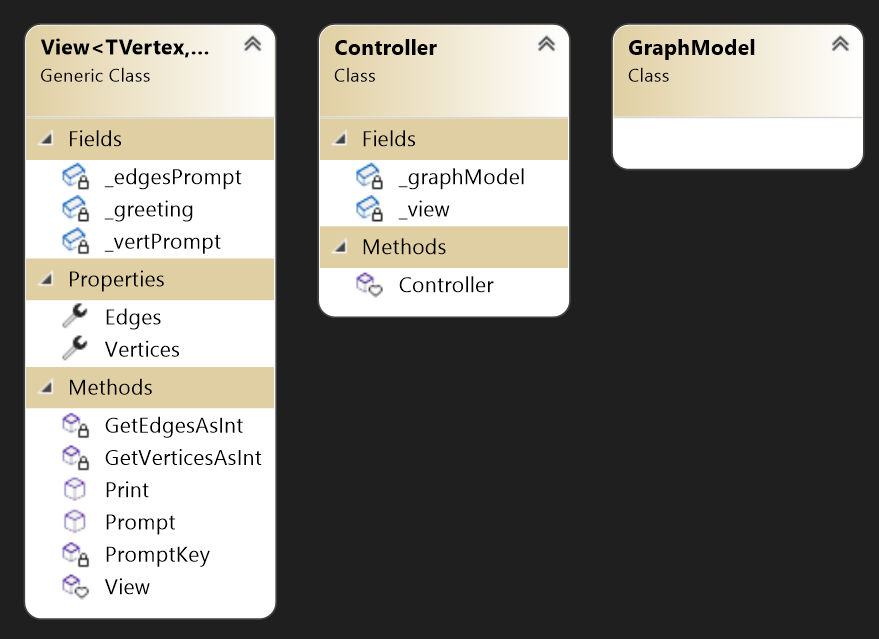 View<TVertex,...
Generic Class
Fields
_edgesPrompt
_greeting
_vertPrompt
Properties
Edges
Vertices
Methods
GetEdgesAsInt
GetVerticesAsInt
Print
Prompt
PromptKey
View
Controller
Class
Fields
_graphModel
_view
Methods
Controller
GraphModel
Class